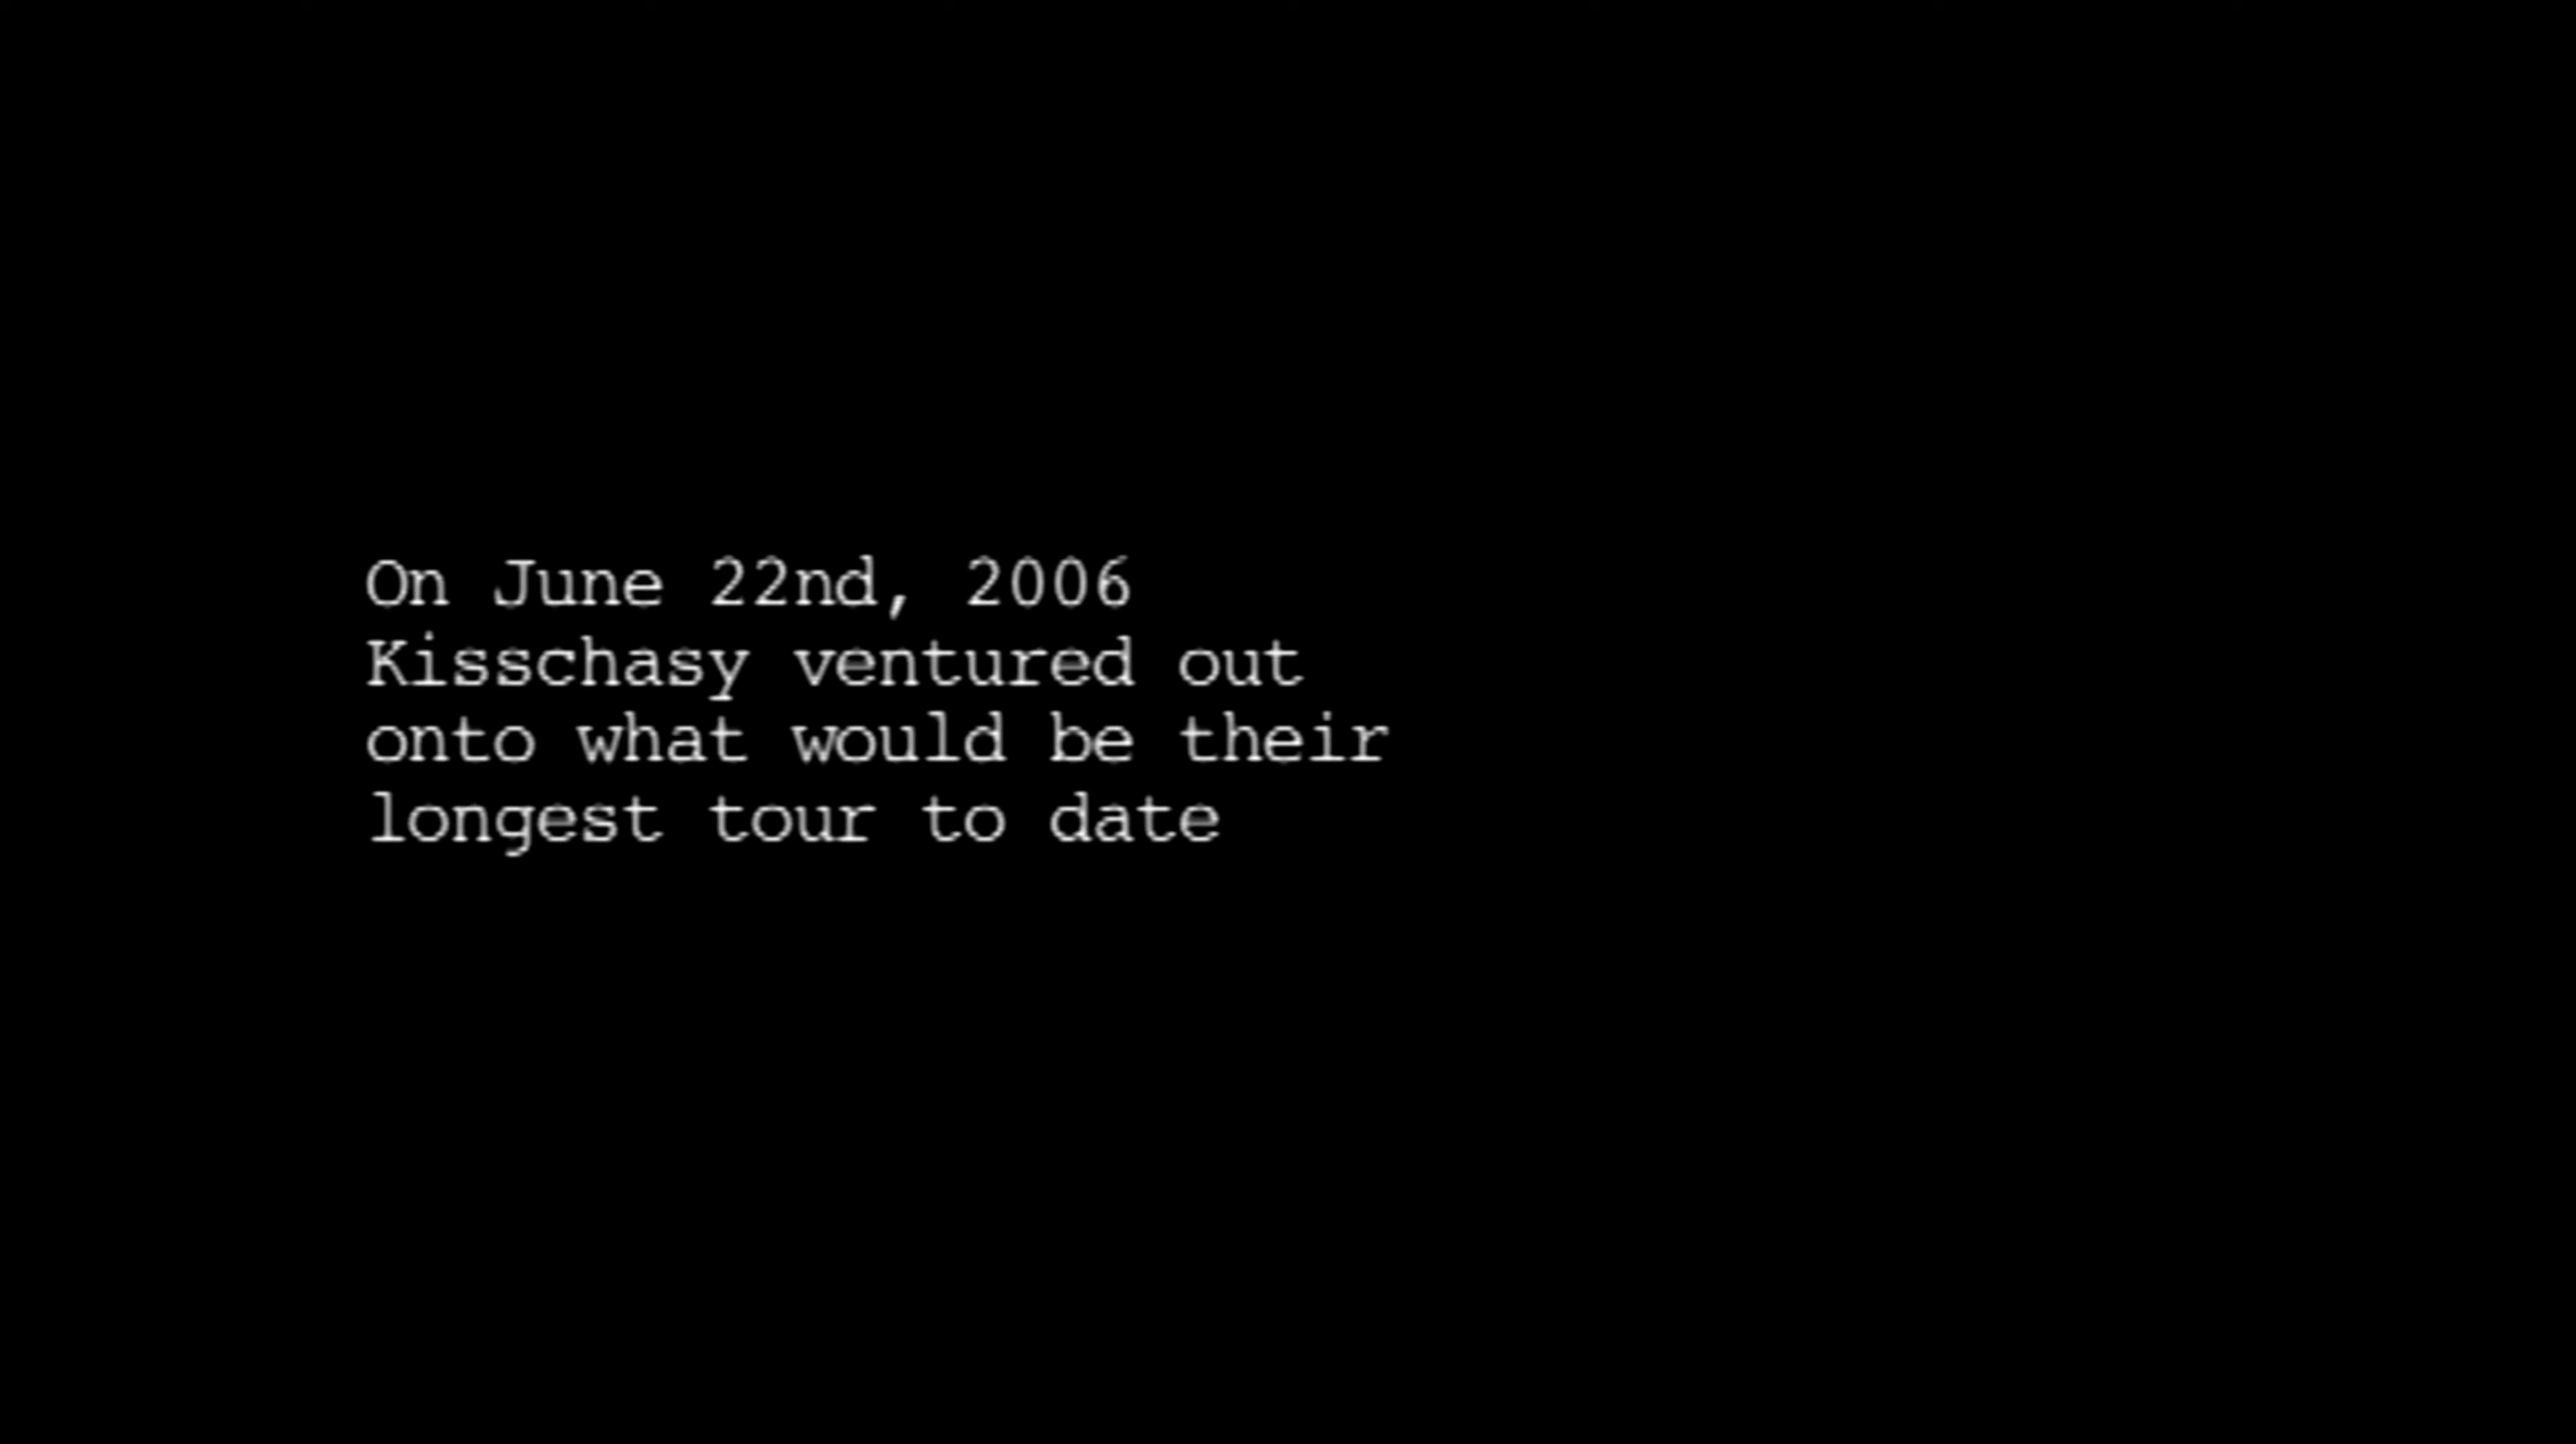 On June 22nd, 2006
Kisschasy ventured out
onto what would be their
longest tour to date